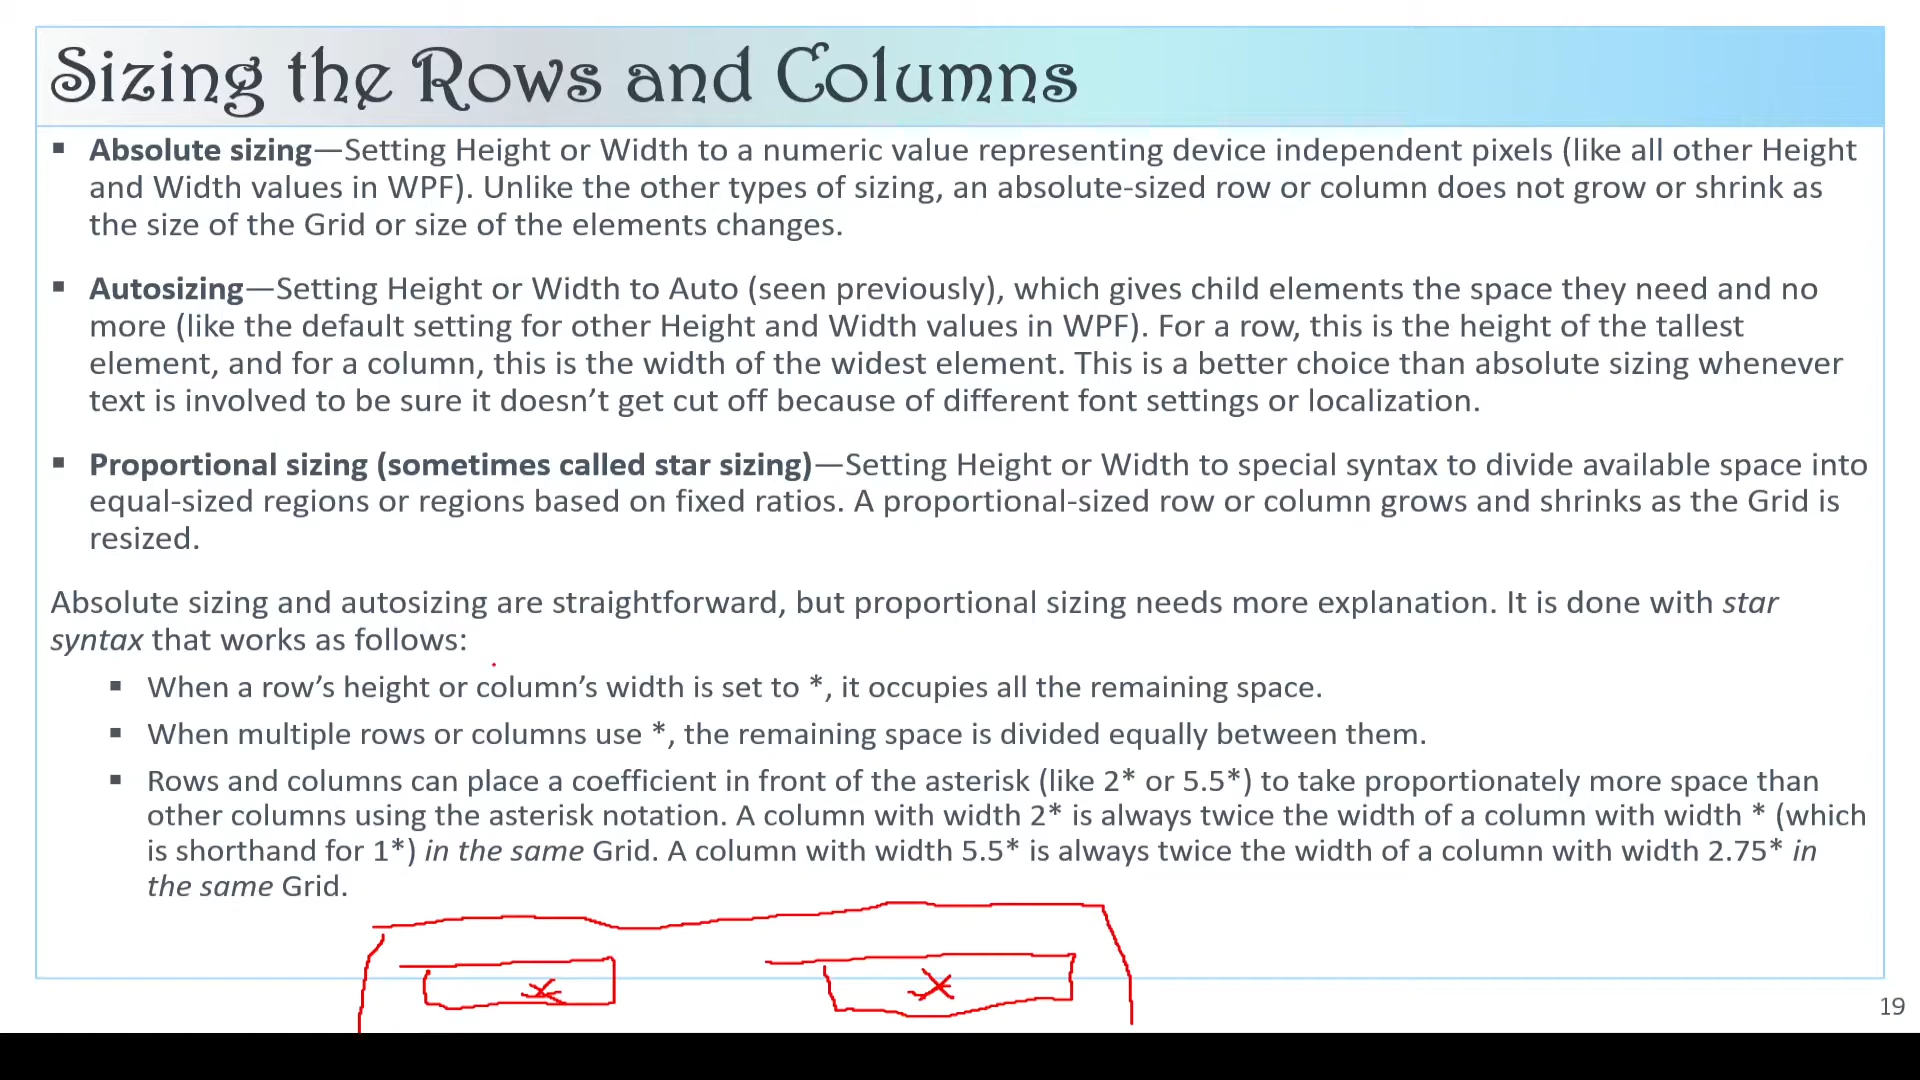 Sizing the Rows and Columns
▪ Absolute sizing—Setting Height or Width to a numeric value representing device independent pixels (like all other Height
and Width values in WPF). Unlike the other types of sizing, an absolute-sized row or column does not grow or shrink as
the size of the Grid or size of the elements changes.
▪ Autosizing—Setting Height or Width to Auto (seen previously), which gives child elements the space they need and no
more (like the default setting for other Height and Width values in WPF). For a row, this is the height of the tallest
element, and for a column, this is the width of the widest element. This is a better choice than absolute sizing whenever
text is involved to be sure it doesn’t get cut off because of different font settings or localization.
▪ Proportional sizing (sometimes called star sizing)—Setting Height or Width to special syntax to divide available space into
equal-sized regions or regions based on fixed ratios. A proportional-sized row or column grows and shrinks as the Grid is
resized.
Absolute sizing and autosizing are straightforward, but proportional sizing needs more explanation. It is done with star
syntax that works as follows:
▪ When a row’s height or column’s width is set to *, it occupies all the remaining space.
▪ When multiple rows or columns use *, the remaining space is divided equally between them.
▪ Rows and columns can place a coefficient in front of the asterisk (like 2* or 5.5*) to take proportionately more space than
other columns using the asterisk notation. A column with width 2* is always twice the width of a column with width * (which
is shorthand for 1*) in the same Grid. A column with width 5.5* is always twice the width of a column with width 2.75* in
the same Grid.
* *
19